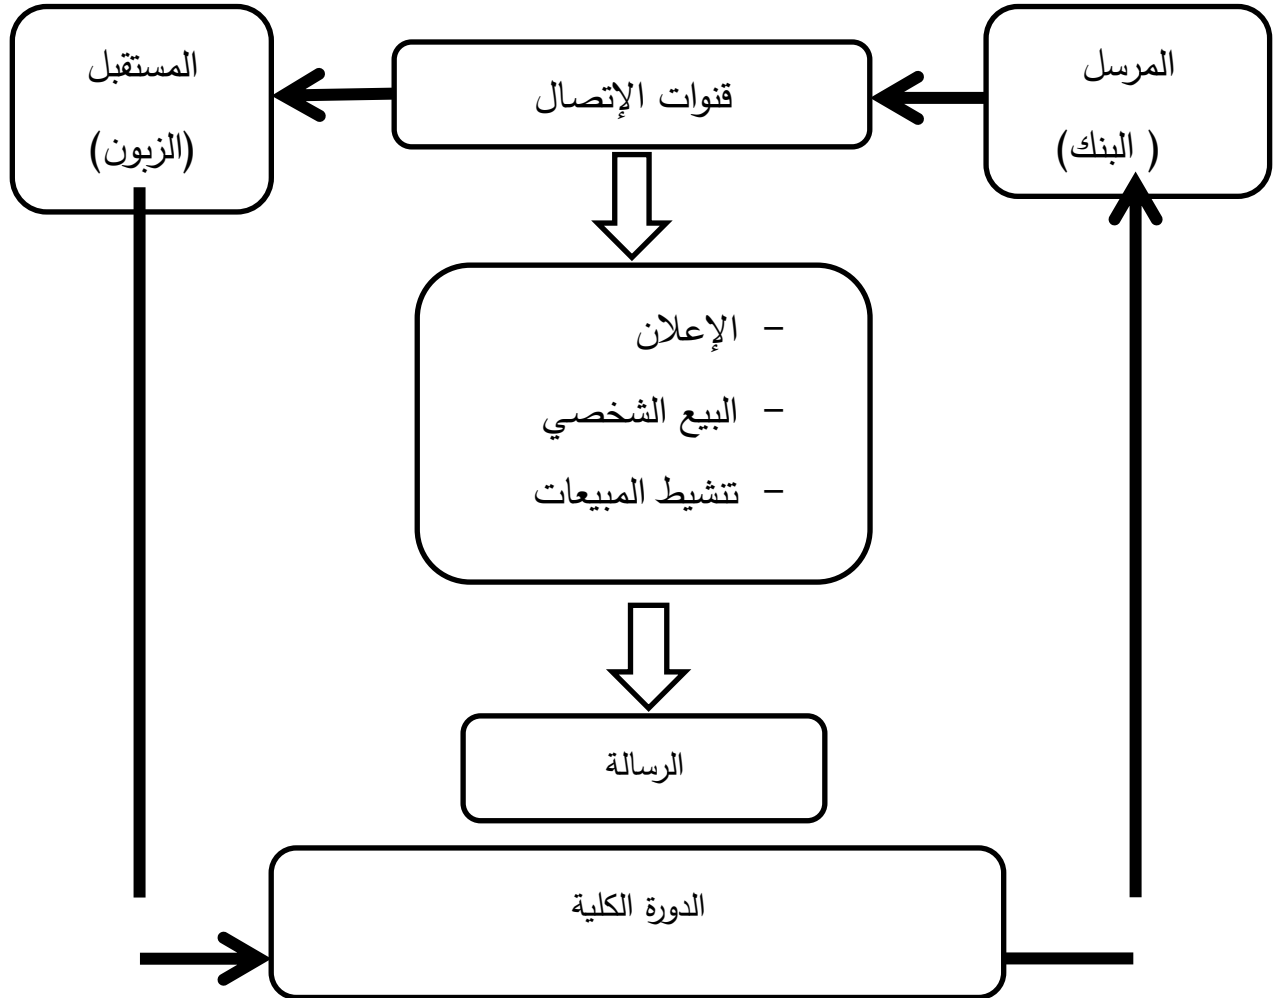 المرسل
( البنك)
قنوات الإتصال
المستقبل
(الزبون)
- الإعلان
- البيع الشخصي
- تنشيط المبيعات
الرسالة
الدورة الكلية